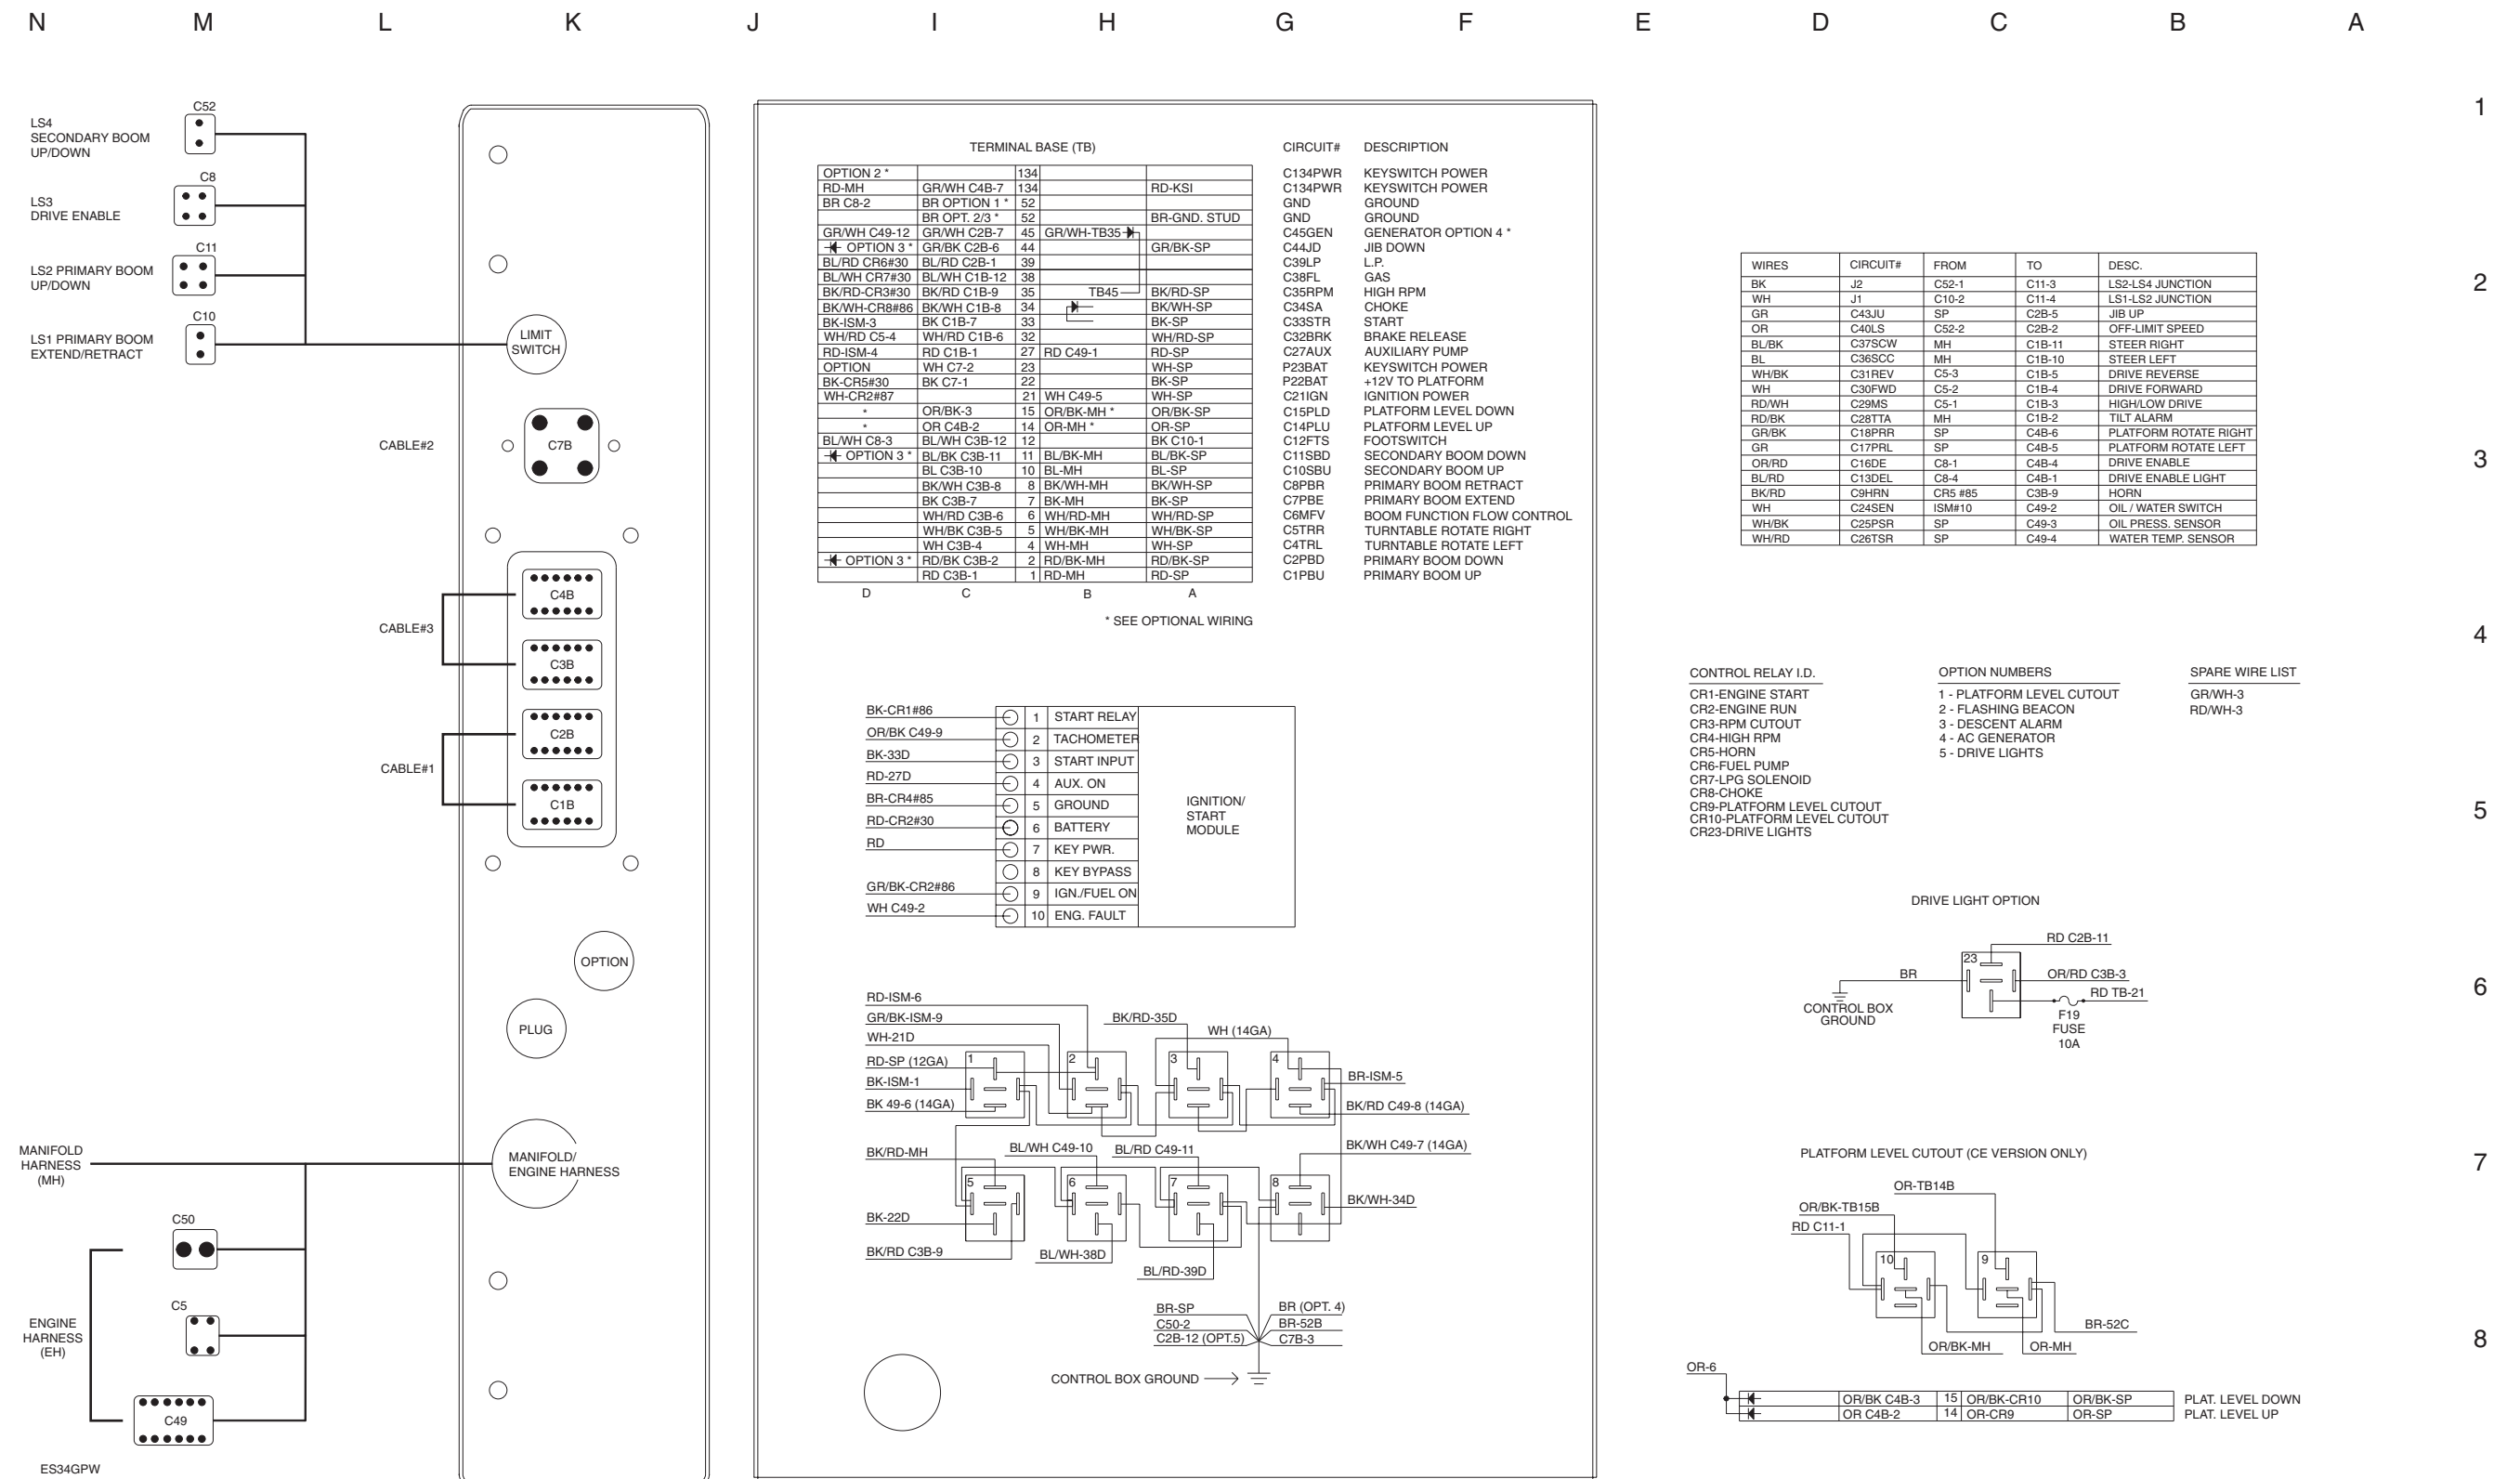 N M L K J I H G F E D C B A
1
2
3
4
5
6
7
8
C52
LS4
SECONDARY BOOM
UP/DOWN
C8
LS3
DRIVE ENABLE
C11
LS2 PRIMARY BOOM
UP/DOWN
C10
LS1 PRIMARY BOOM
EXTEND/RETRACT
LIMIT
SWITCH
CABLE#2
C7B
C4B
CABLE#3
C3B
C2B
CABLE#1
C1B
OPTION
PLUG
MANIFOLD
HARNESS
(MH)
MANIFOLD/
ENGINE HARNESS
C50
C5
ENGINE
HARNESS
(EH)
C49
ES34GPW
TERMINAL BASE (TB) CIRCUIT# DESCRIPTION
OPTION 2 * 134 C134PWR KEYSWITCH POWER
RD-MH GR/WH C4B-7 134 RD-KSI C134PWR KEYSWITCH POWER
BR C8-2 BR OPTION 1 * 52 GND GROUND
BR OPT. 2/3 * 52 BR-GND. STUD GND GROUND
GR/WH C49-12 GR/WH C2B-7 45 GR/WH-TB35 C45GEN GENERATOR OPTION 4 *
OPTION 3 * GR/BK C2B-6 44 GR/BK-SP C44JD JIB DOWN
BL/RD CR6#30 BL/RD C2B-1 39 C39LP L.P.
BL/WH CR7#30 BL/WH C1B-12 38 C38FL GAS
BK/RD-CR3#30 BK/RD C1B-9 35 TB45 BK/RD-SP C35RPM HIGH RPM
BK/WH-CR8#86 BK/WH C1B-8 34 BK/WH-SP C34SA CHOKE
BK-ISM-3 BK C1B-7 33 BK-SP C33STR START
WH/RD C5-4 WH/RD C1B-6 32 WH/RD-SP C32BRK BRAKE RELEASE
RD-ISM-4 RD C1B-1 27 RD C49-1 RD-SP C27AUX AUXILIARY PUMP
OPTION WH C7-2 23 WH-SP P23BAT KEYSWITCH POWER
BK-CR5#30 BK C7-1 22 BK-SP P22BAT +12V TO PLATFORM
WH-CR2#87 21 WH C49-5 WH-SP C21IGN IGNITION POWER
* OR/BK-3 15 OR/BK-MH * OR/BK-SP C15PLD PLATFORM LEVEL DOWN
* OR C4B-2 14 OR-MH * OR-SP C14PLU PLATFORM LEVEL UP
BL/WH C8-3 BL/WH C3B-12 12 BK C10-1 C12FTS FOOTSWITCH
OPTION 3 * BL/BK C3B-11 11 BL/BK-MH BL/BK-SP C11SBD SECONDARY BOOM DOWN
BL C3B-10 10 BL-MH BL-SP C10SBU SECONDARY BOOM UP
BK/WH C3B-8 8 BK/WH-MH BK/WH-SP C8PBR PRIMARY BOOM RETRACT
BK C3B-7 7 BK-MH BK-SP C7PBE PRIMARY BOOM EXTEND
WH/RD C3B-6 6 WH/RD-MH WH/RD-SP C6MFV BOOM FUNCTION FLOW CONTROL
WH/BK C3B-5 5 WH/BK-MH WH/BK-SP C5TRR TURNTABLE ROTATE RIGHT
WH C3B-4 4 WH-MH WH-SP C4TRL TURNTABLE ROTATE LEFT
OPTION 3 * RD/BK C3B-2 2 RD/BK-MH RD/BK-SP C2PBD PRIMARY BOOM DOWN
RD C3B-1 1 RD-MH RD-SP C1PBU PRIMARY BOOM UP
D C B A
* SEE OPTIONAL WIRING
BK-CR1#86 1 START RELAY
OR/BK C49-9 2 TACHOMETER
BK-33D 3 START INPUT
RD-27D 4 AUX. ON
BR-CR4#85 5 GROUND
RD-CR2#30 6 BATTERY
RD 7 KEY PWR.
8 KEY BYPASS
GR/BK-CR2#86 9 IGN./FUEL ON
WH C49-2 10 ENG. FAULT
IGNITION/
START
MODULE
RD-ISM-6
GR/BK-ISM-9 BK/RD-35D
WH-21D WH (14GA)
RD-SP (12GA) 1 2 3 4
BK-ISM-1 BR-ISM-5
BK 49-6 (14GA) BK/RD C49-8 (14GA)
BK/RD-MH BL/WH C49-10 BL/RD C49-11 BK/WH C49-7 (14GA)
5 6 7 8
BK/WH-34D
BK-22D
BK/RD C3B-9 BL/WH-38D
BL/RD-39D
BR-SP BR (OPT. 4)
C50-2 BR-52B
C2B-12 (OPT.5) C7B-3
CONTROL BOX GROUND
WIRES CIRCUIT# FROM TO DESC.
BK J2 C52-1 C11-3 LS2-LS4 JUNCTION
WH J1 C10-2 C11-4 LS1-LS2 JUNCTION
GR C43JU SP C2B-5 JIB UP
OR C40LS C52-2 C2B-2 OFF-LIMIT SPEED
BL/BK C37SCW MH C1B-11 STEER RIGHT
BL C36SCC MH C1B-10 STEER LEFT
WH/BK C31REV C5-3 C1B-5 DRIVE REVERSE
WH C30FWD C5-2 C1B-4 DRIVE FORWARD
RD/WH C29MS C5-1 C1B-3 HIGH/LOW DRIVE
RD/BK C28TTA MH C1B-2 TILT ALARM
GR/BK C18PRR SP C4B-6 PLATFORM ROTATE RIGHT
GR C17PRL SP C4B-5 PLATFORM ROTATE LEFT
OR/RD C16DE C8-1 C4B-4 DRIVE ENABLE
BL/RD C13DEL C8-4 C4B-1 DRIVE ENABLE LIGHT
BK/RD C9HRN CR5 #85 C3B-9 HORN
WH C24SEN ISM#10 C49-2 OIL / WATER SWITCH
WH/BK C25PSR SP C49-3 OIL PRESS. SENSOR
WH/RD C26TSR SP C49-4 WATER TEMP. SENSOR
CONTROL RELAY I.D.
CR1-ENGINE START
CR2-ENGINE RUN
CR3-RPM CUTOUT
CR4-HIGH RPM
CR5-HORN
CR6-FUEL PUMP
CR7-LPG SOLENOID
CR8-CHOKE
CR9-PLATFORM LEVEL CUTOUT
CR10-PLATFORM LEVEL CUTOUT
CR23-DRIVE LIGHTS
OPTION NUMBERS
1 - PLATFORM LEVEL CUTOUT
2 - FLASHING BEACON
3 - DESCENT ALARM
4 - AC GENERATOR
5 - DRIVE LIGHTS
SPARE WIRE LIST
GR/WH-3
RD/WH-3
DRIVE LIGHT OPTION
RD C2B-11
23
BR OR/RD C3B-3
RD TB-21
CONTROL BOX
GROUND
F19
FUSE
10A
PLATFORM LEVEL CUTOUT (CE VERSION ONLY)
OR-TB14B
OR/BK-TB15B
RD C11-1
10 9
BR-52C
OR/BK-MH OR-MH
OR-6
OR/BK C4B-3 15 OR/BK-CR10 OR/BK-SP PLAT. LEVEL DOWN
OR C4B-2 14 OR-CR9 OR-SP PLAT. LEVEL UP